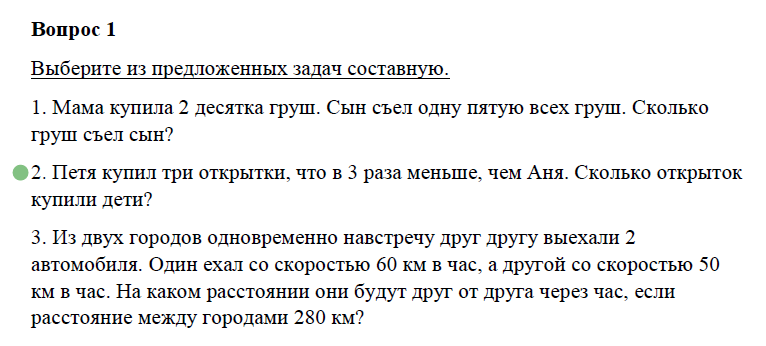 Вопрос 1
Выберите из предложенных задач составную.
1. Мама купила 2 десятка груш. Сын съел одну пятую всех груш. Сколько
груш съел сын?
2. Петя купил три открытки, что в 3 раза меньше, чем Аня. Сколько открыток
купили дети?
3. Из двух городов одновременно навстречу друг другу выехали 2
автомобиля. Один ехал со скоростью 60 км в час, а другой со скоростью 50
км в час. На каком расстоянии они будут друг от друга через час, если
расстояние между городами 280 км?